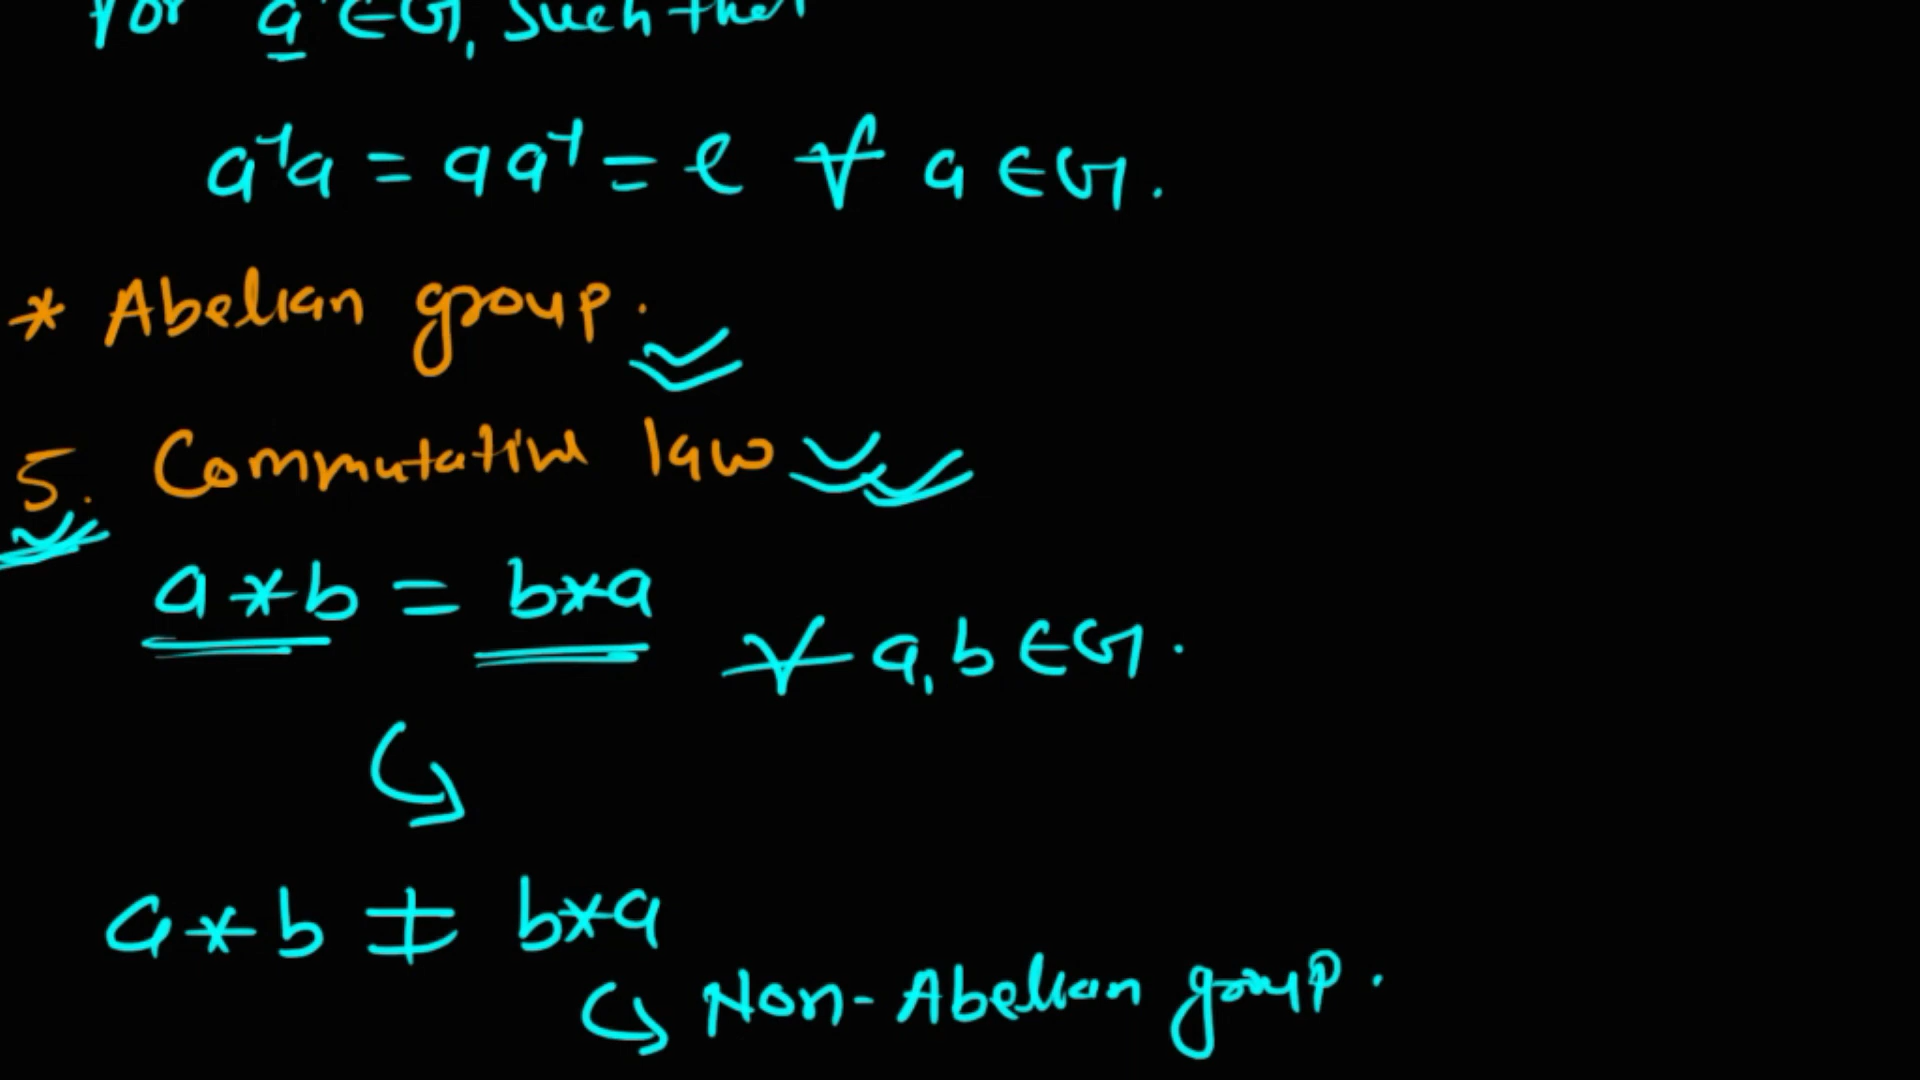 for a⁻¹ ∈ G, such that
a⁻¹a = aa⁻¹ = e ∀ a ∈ G.
* Abelian group.
5. Commutative law
a * b = b * a ∀ a, b ∈ G.
a * b ≠ b * a
↪ Non-Abelian group.